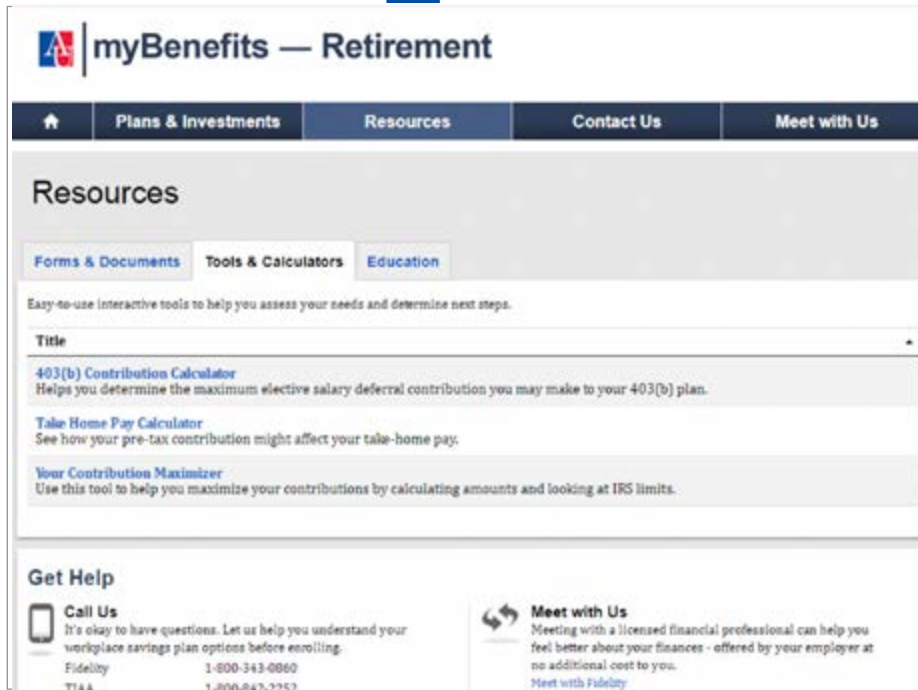 myBenefits — Retirement
Plans & Investments Resources Contact Us Meet with Us
Resources
Forms & Documents Tools & Calculators Education
Easy-to-use interactive tools to help you assess your needs and determine next steps.
Title
403(b) Contribution Calculator
Helps you determine the maximum elective salary deferral contribution you may make to your 403(b) plan.
Take Home Pay Calculator
See how your pre-tax contribution might affect your take-home pay.
Your Contribution Maximizer
Use this tool to help you maximize your contributions by calculating amounts and looking at IRS limits.
Get Help
Call Us
It's okay to have questions. Let us help you understand your
workplace savings plan options before enrolling.
Fidelity 1-800-343-0860
TIAA 1-800-842-2252
Meet with Us
Meeting with a licensed financial professional can help you
feel better about your finances - offered by your employer at
no additional cost to you.
Meet with Fidelity